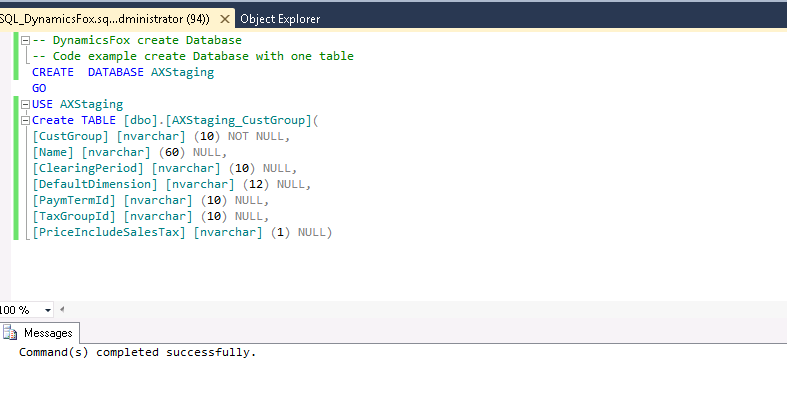 SQL_DynamicsFox.sq...dministrator (94)) × Object Explorer
-- DynamicsFox create Database
-- Code example create Database with one table
CREATE  DATABASE AXStaging
GO
USE AXStaging
Create TABLE [dbo].[AXStaging_CustGroup](
[CustGroup] [nvarchar] (10) NOT NULL,
[Name] [nvarchar] (60) NULL,
[ClearingPeriod] [nvarchar] (10) NULL,
[DefaultDimension] [nvarchar] (12) NULL,
[PaymTermId] [nvarchar] (10) NULL,
[TaxGroupId] [nvarchar] (10) NULL,
[PriceIncludeSalesTax] [nvarchar] (1) NULL)
100 %
Messages
Command(s) completed successfully.